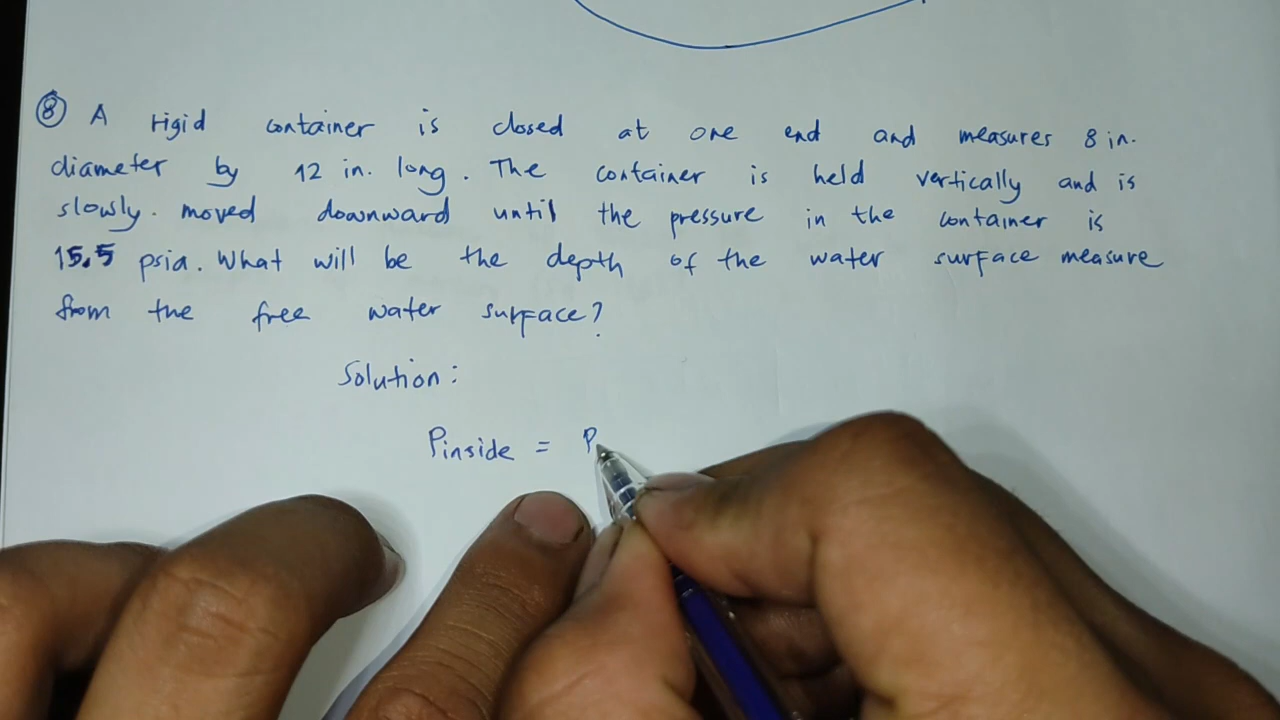 ⑧ A rigid container is closed at one end and measures 8 in.
diameter by 12 in. long. The container is held vertically and is
slowly. moved downward until the pressure in the container is
15.5 psia. What will be the depth of the water surface measure
from the free water surface?
Solution:
Pinside = P